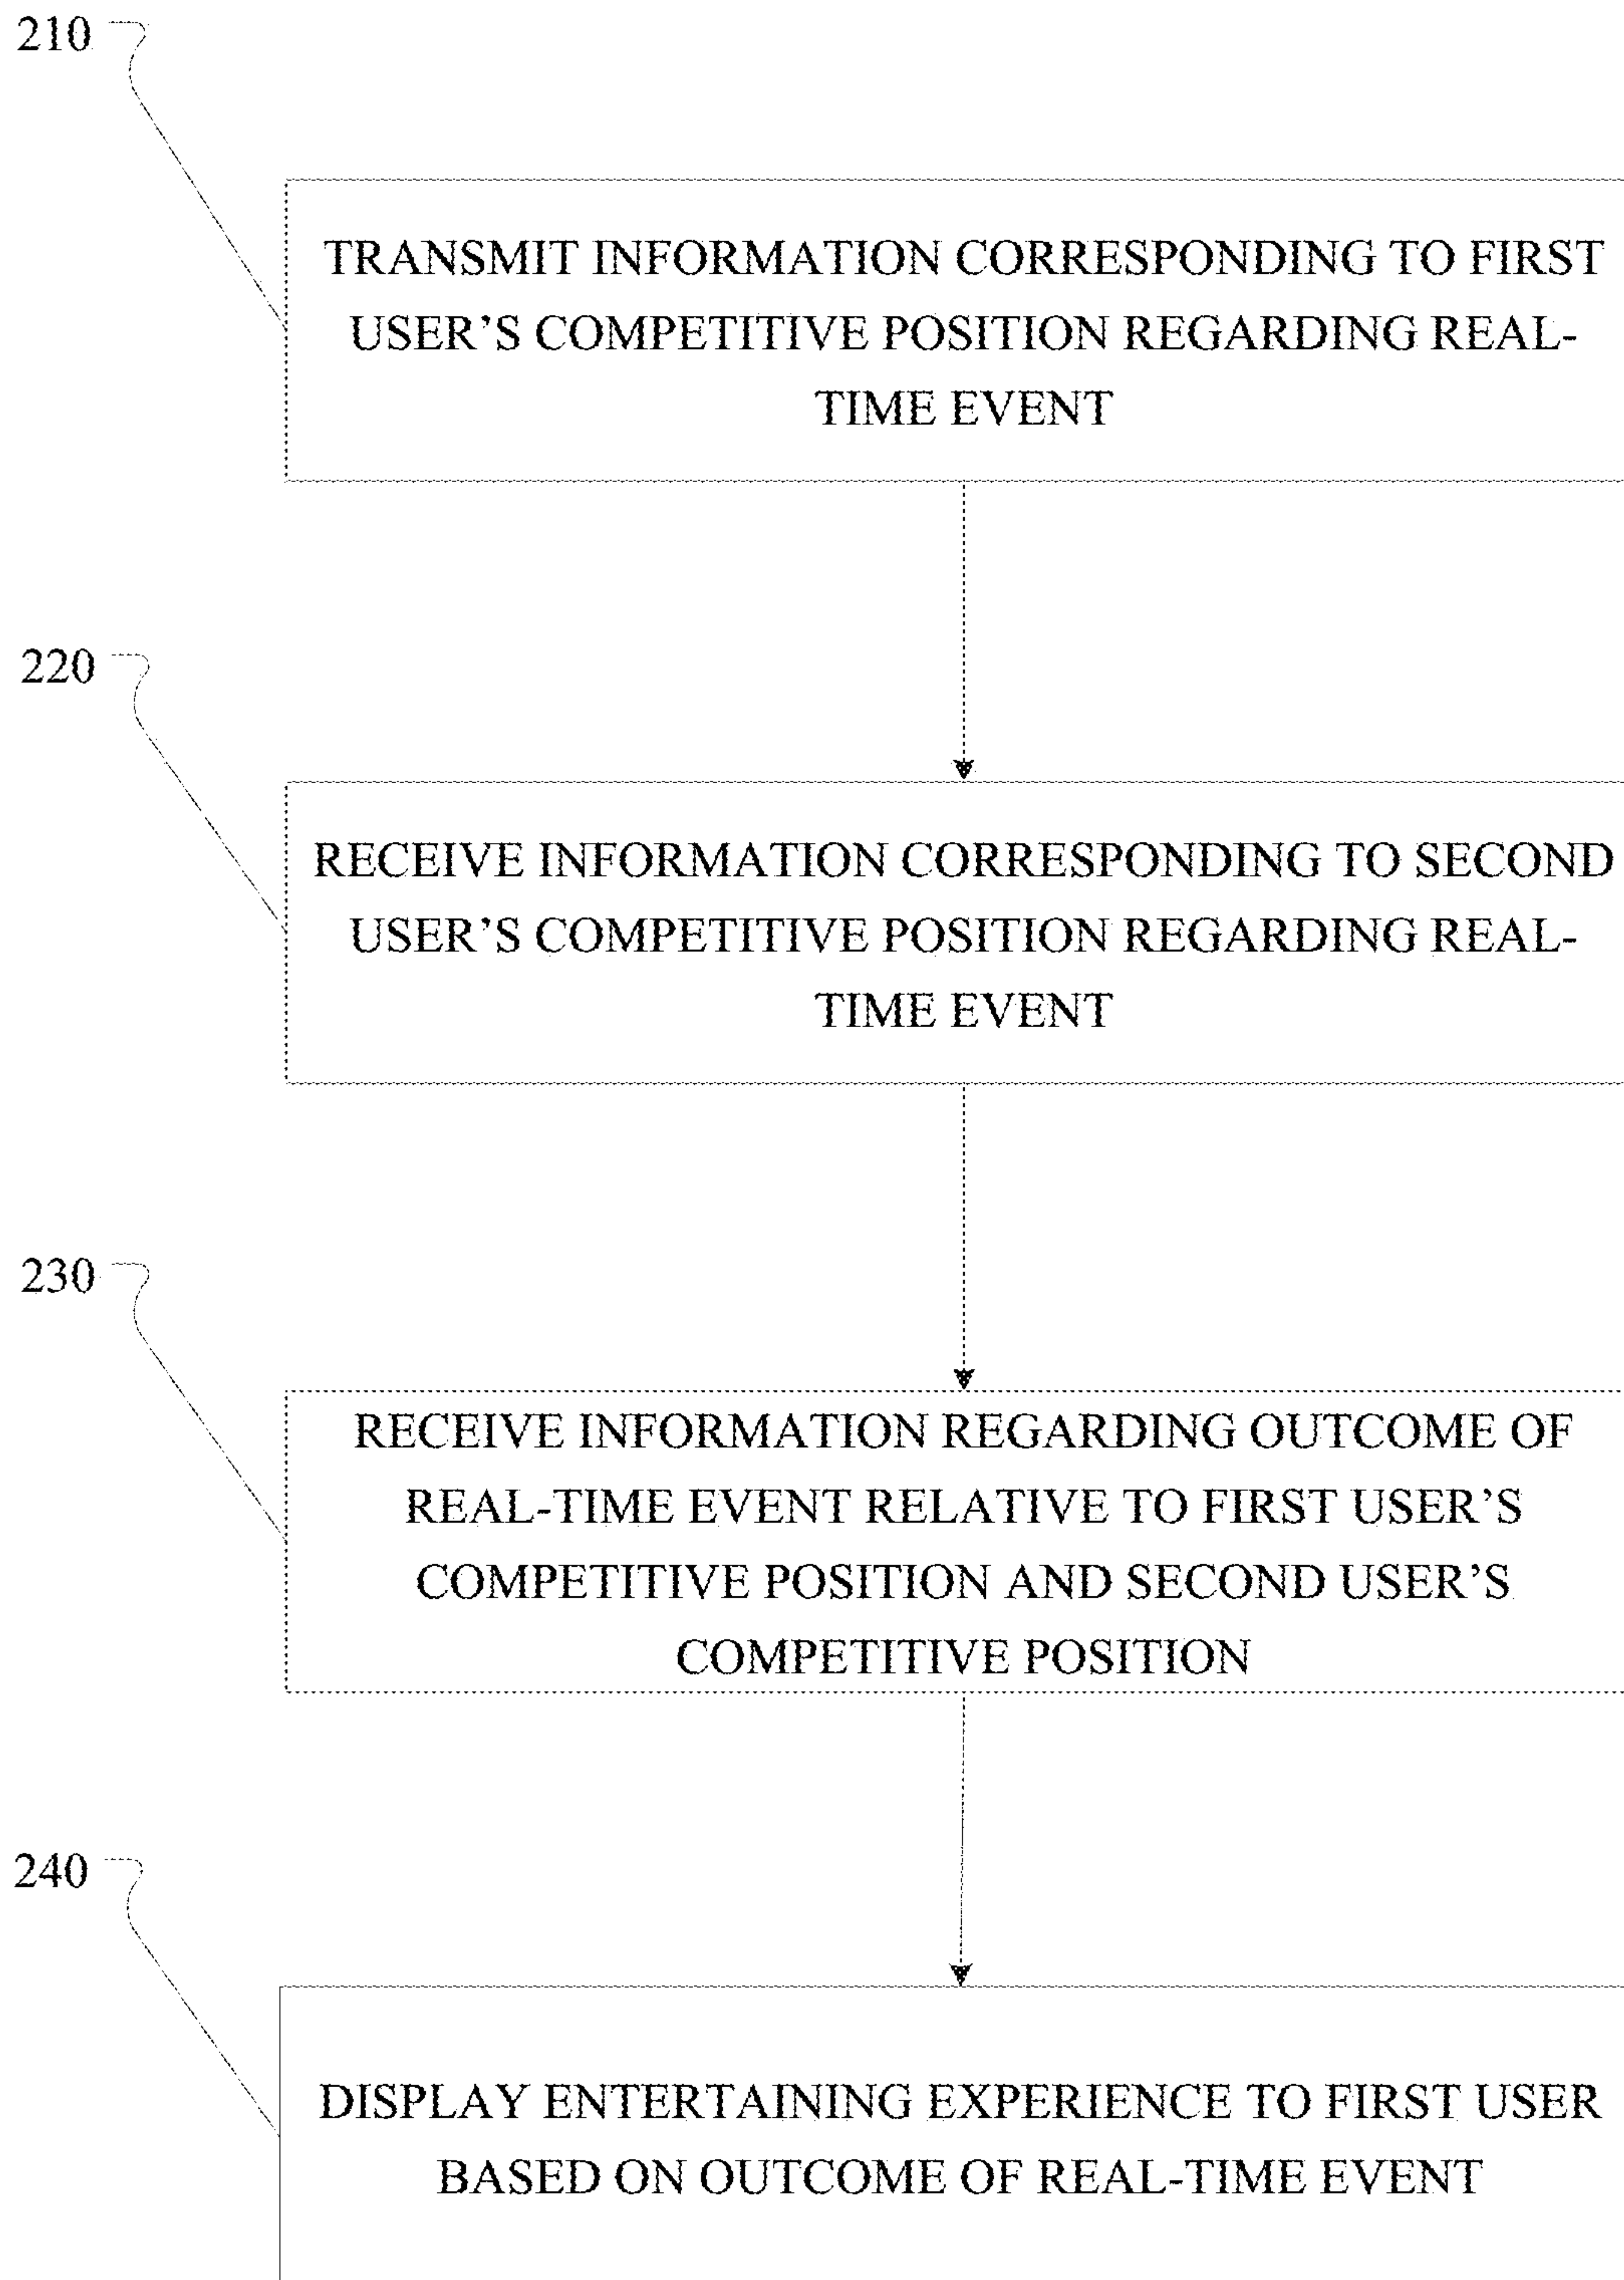 210
TRANSMIT INFORMATION CORRESPONDING TO FIRST
USER’S COMPETITIVE POSITION REGARDING REAL-
TIME EVENT
220
RECEIVE INFORMATION CORRESPONDING TO SECOND
USER’S COMPETITIVE POSITION REGARDING REAL-
TIME EVENT
230
RECEIVE INFORMATION REGARDING OUTCOME OF
REAL-TIME EVENT RELATIVE TO FIRST USER’S
COMPETITIVE POSITION AND SECOND USER’S
COMPETITIVE POSITION
240
DISPLAY ENTERTAINING EXPERIENCE TO FIRST USER
BASED ON OUTCOME OF REAL-TIME EVENT